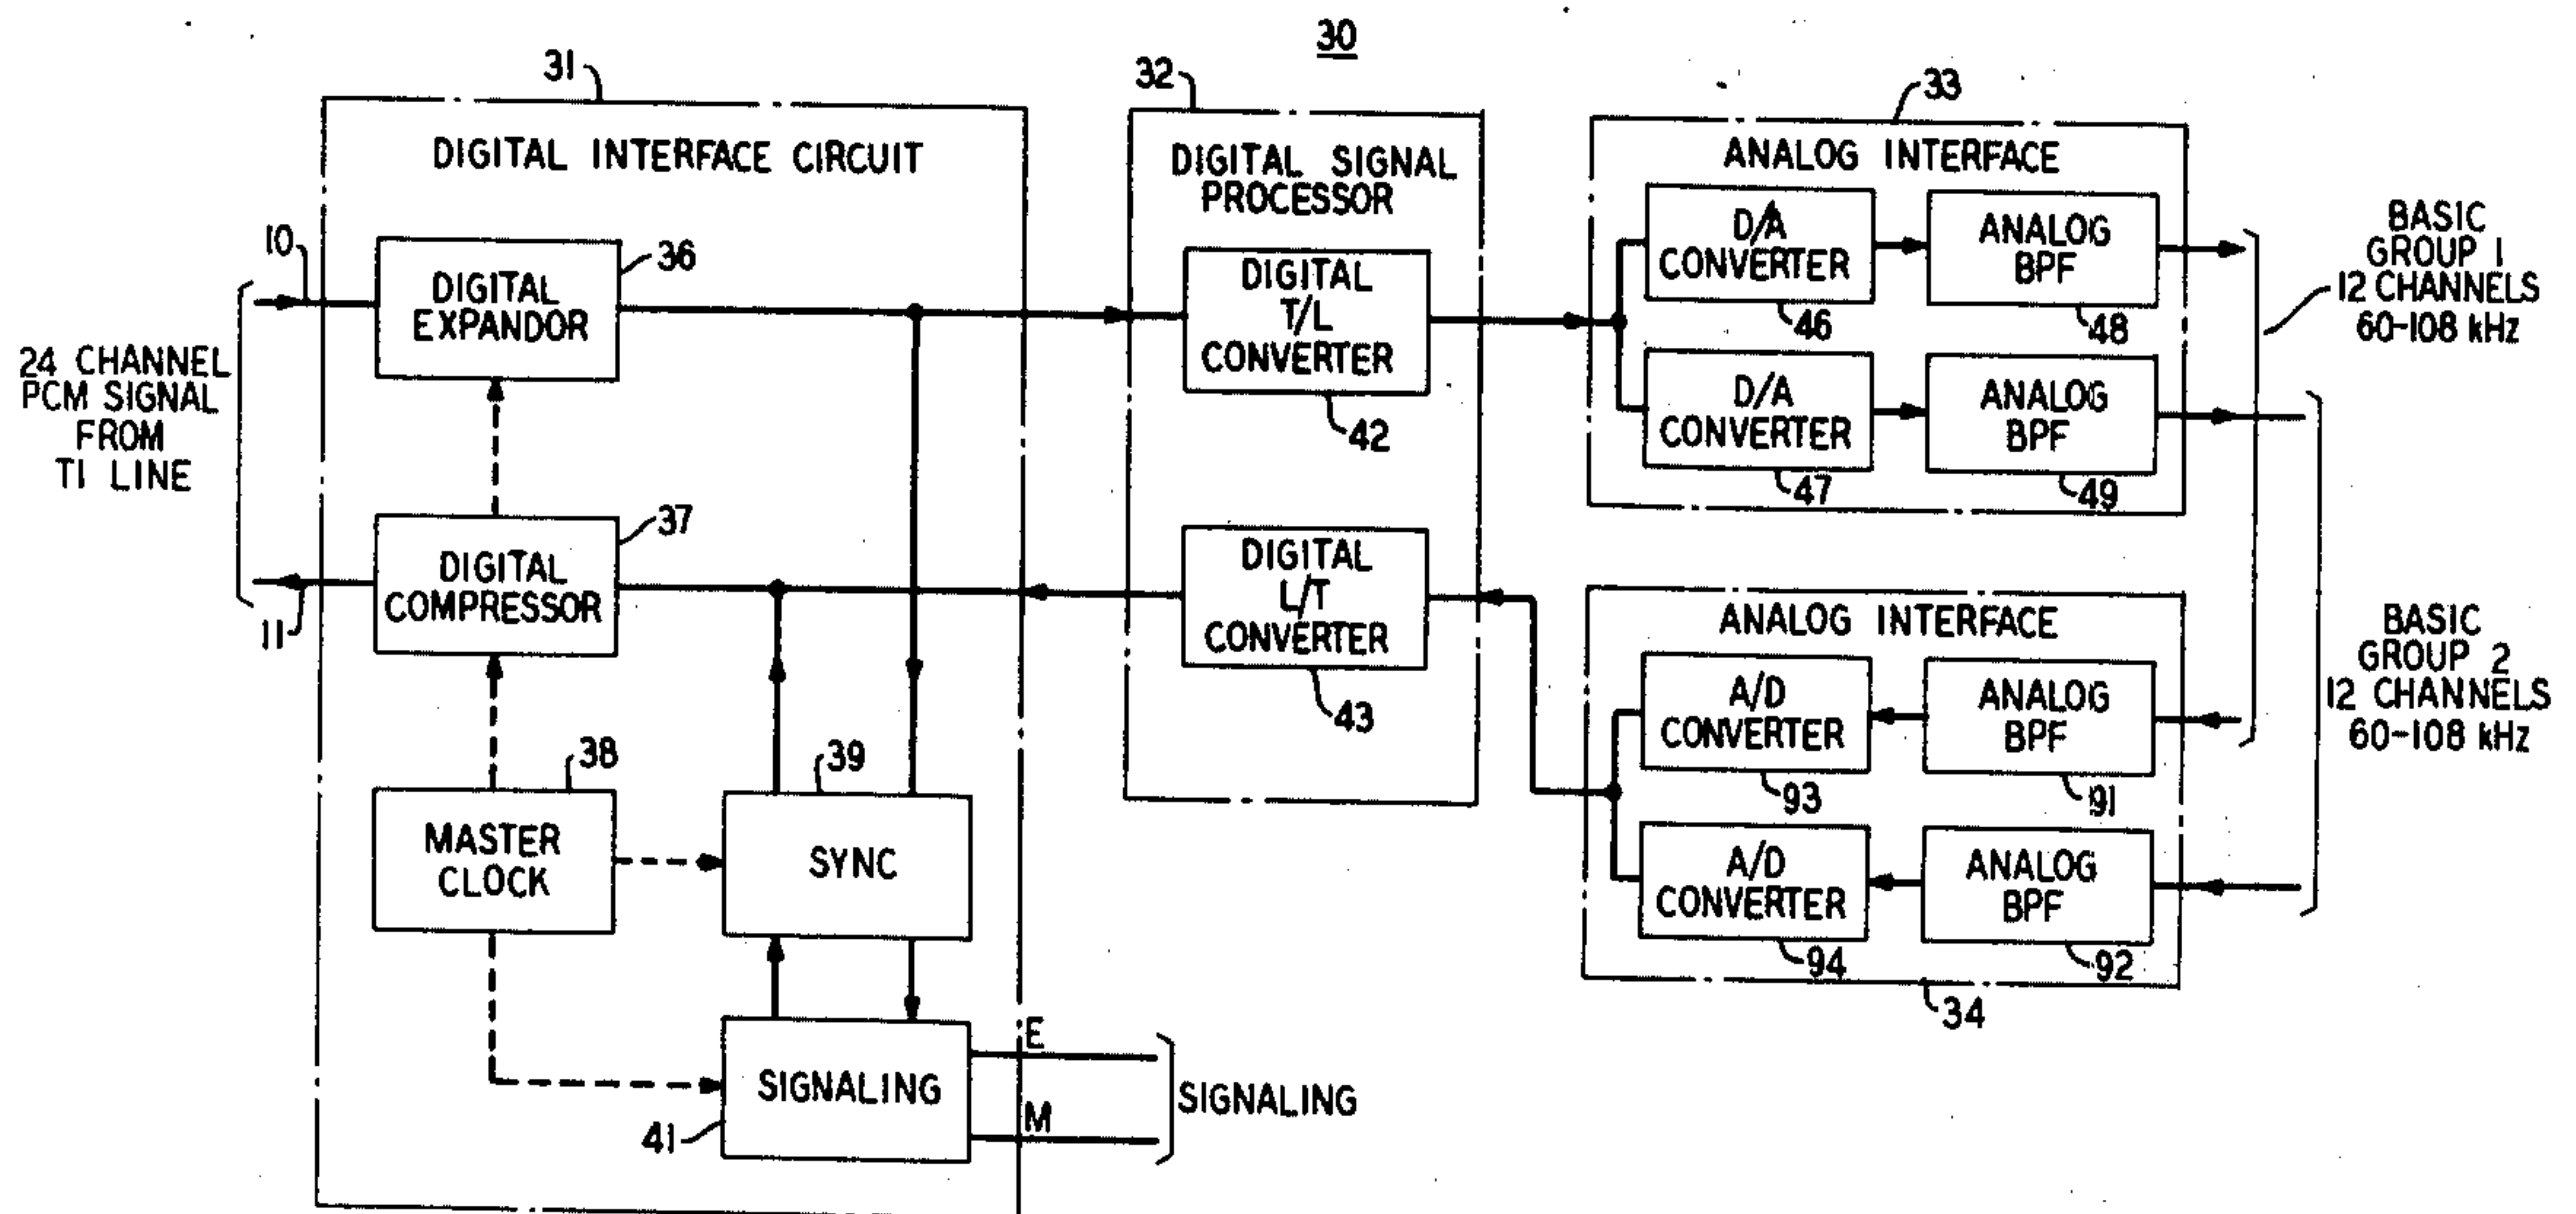 30
31
32
33
DIGITAL INTERFACE CIRCUIT
DIGITAL SIGNAL
PROCESSOR
ANALOG INTERFACE
10
DIGITAL
EXPANDOR
36
DIGITAL
T/L
CONVERTER
42
D/A
CONVERTER
46
ANALOG
BPF
48
D/A
CONVERTER
47
ANALOG
BPF
49
BASIC
GROUP 1
12 CHANNELS
60-108 kHz
24 CHANNEL
PCM SIGNAL
FROM
T1 LINE
37
DIGITAL
COMPRESSOR
11
DIGITAL
L/T
CONVERTER
43
ANALOG INTERFACE
A/D
CONVERTER
93
ANALOG
BPF
91
A/D
CONVERTER
94
ANALOG
BPF
92
34
BASIC
GROUP 2
12 CHANNELS
60-108 kHz
38
MASTER
CLOCK
39
SYNC
SIGNALING
41
E
M
SIGNALING